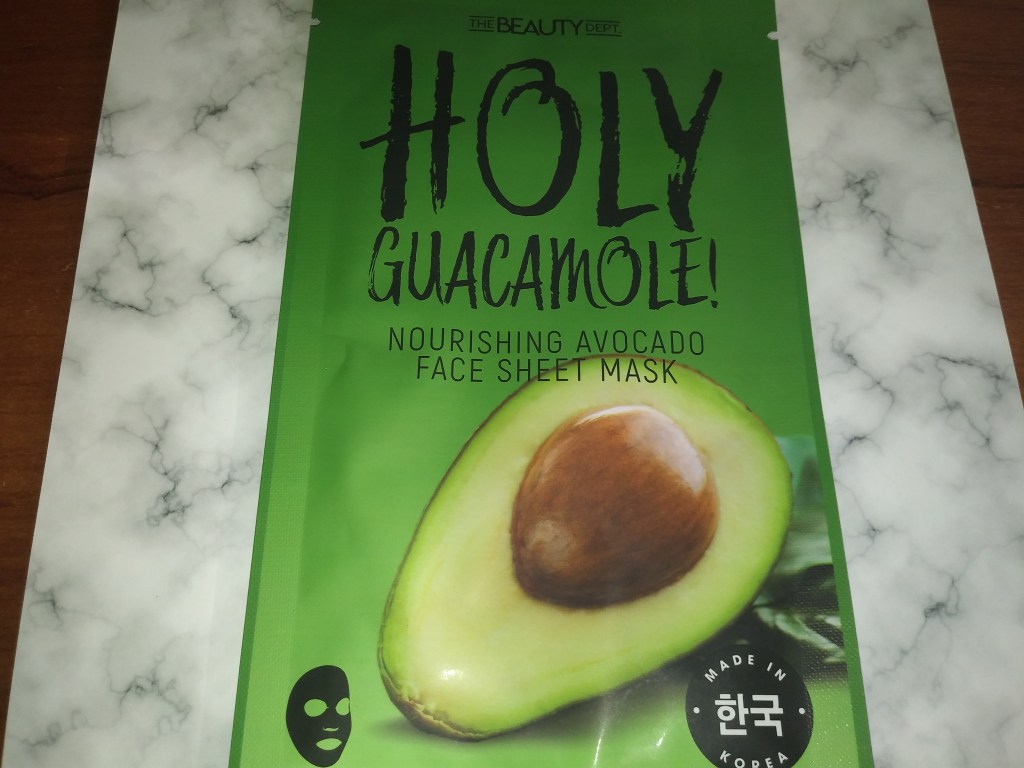 THE BEAUTY DEPT.
HOLY
GUACAMOLE!
NOURISHING AVOCADO
FACE SHEET MASK
MADE IN
한국
KOREA